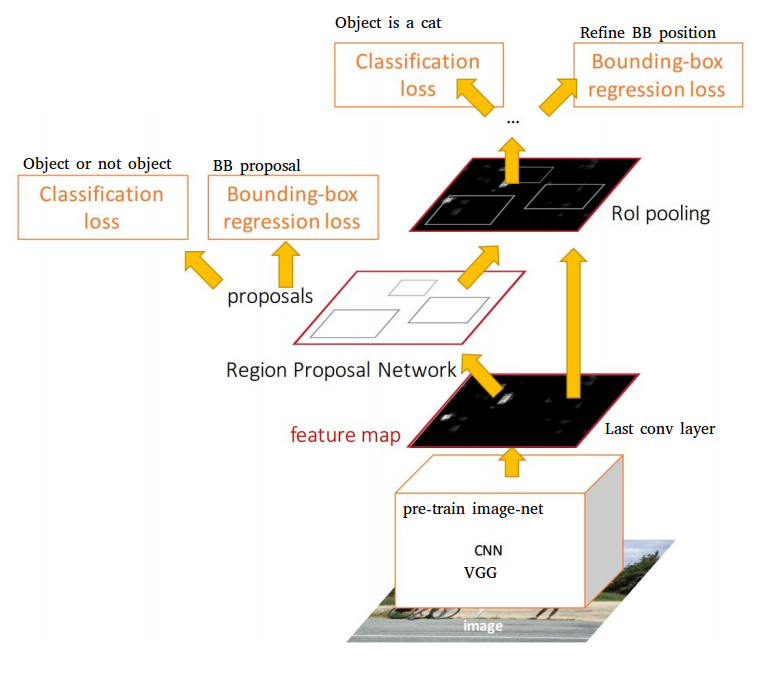 Object is a cat
Refine BB position
Classification
loss
Bounding-box
regression loss
...
Object or not object
BB proposal
Classification
loss
Bounding-box
regression loss
RoI pooling
proposals
Region Proposal Network
feature map
Last conv layer
pre-train image-net
CNN
VGG
image